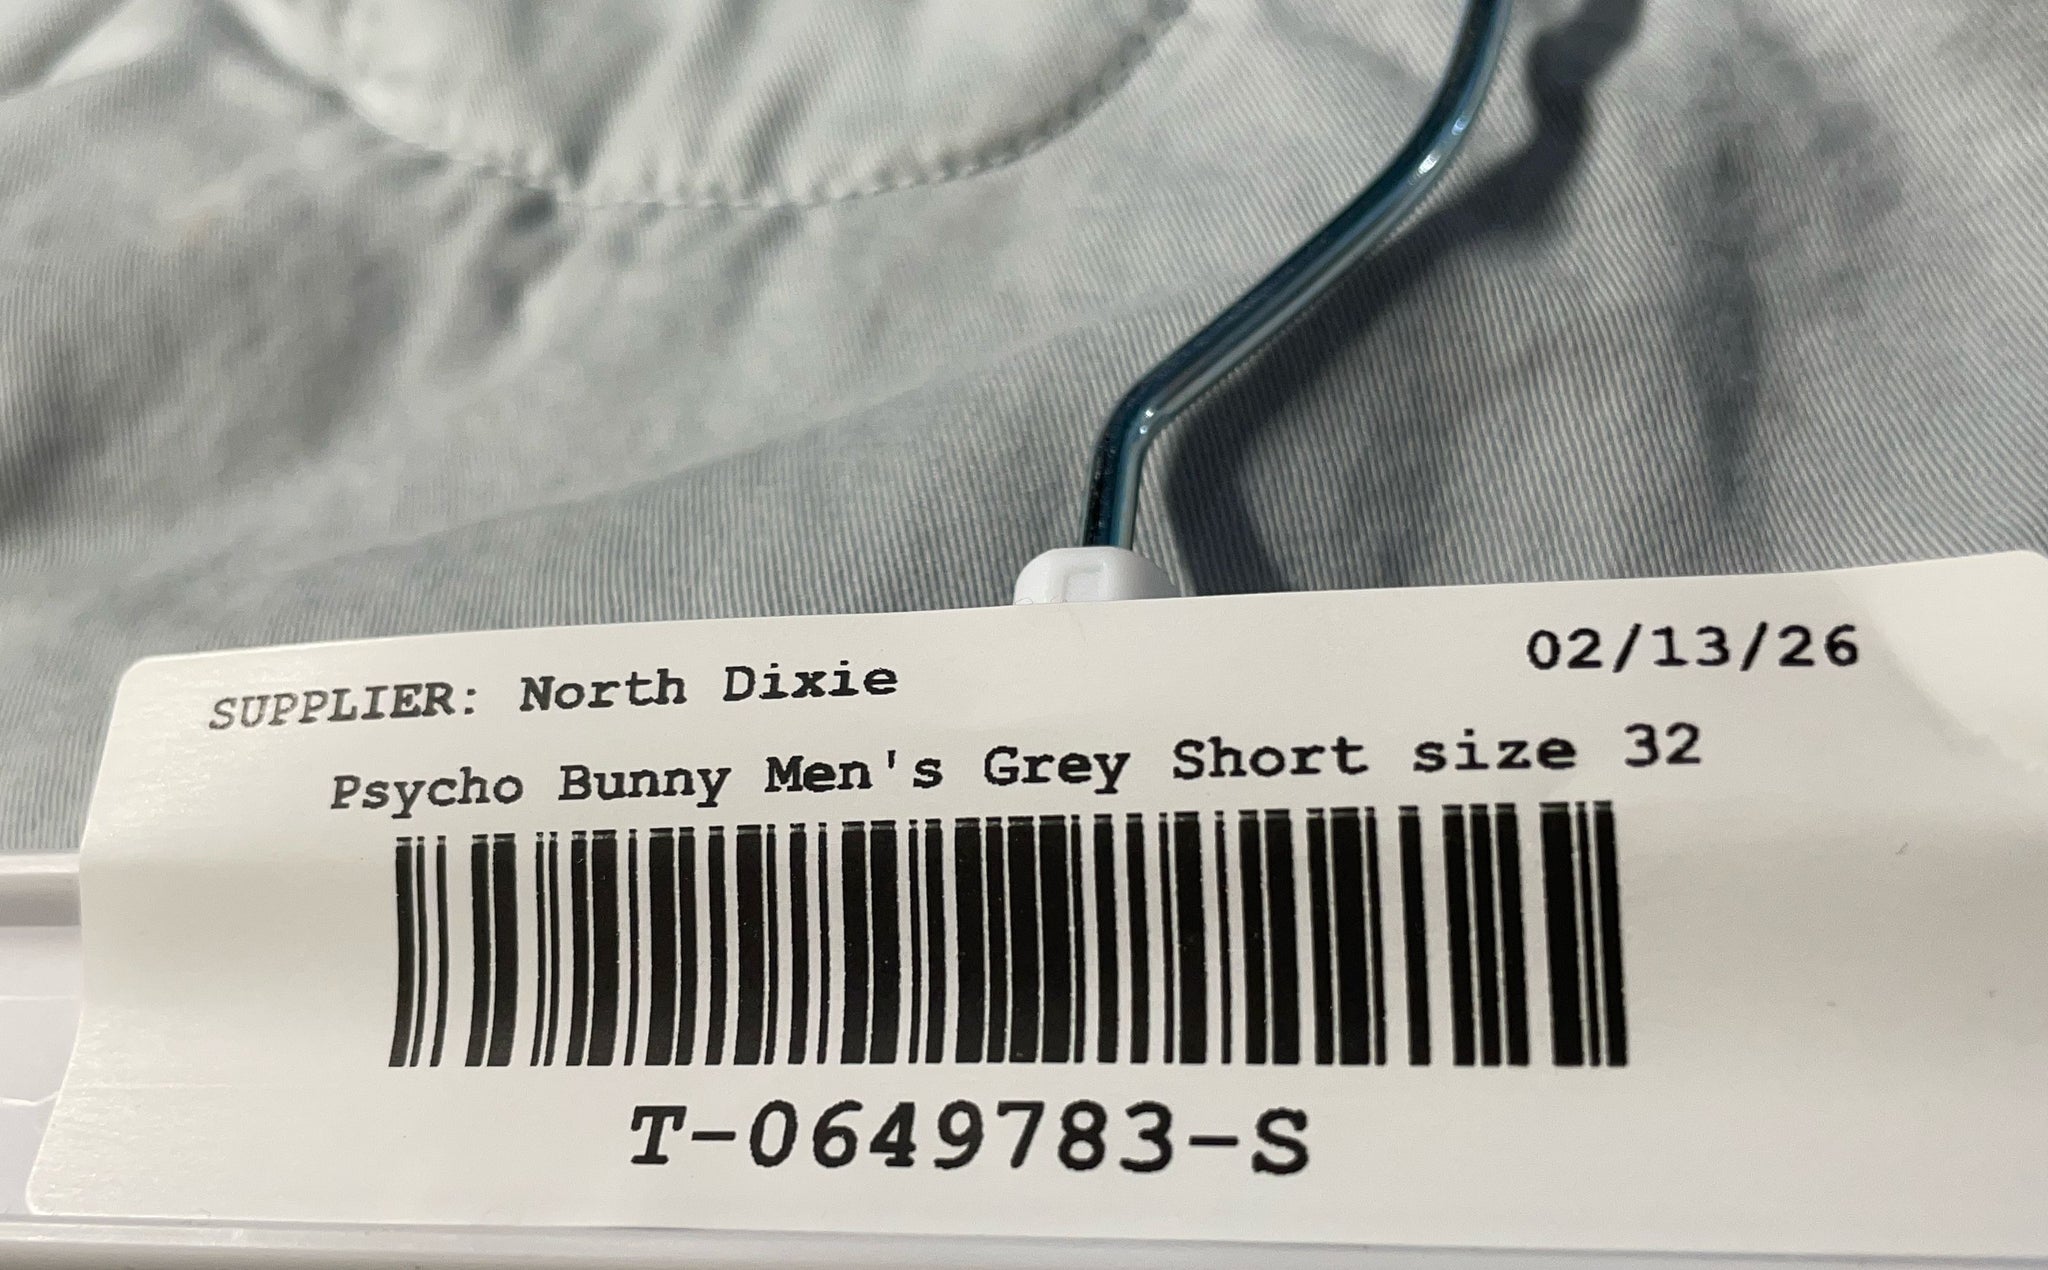 SUPPLIER: North Dixie 02/13/26
Psycho Bunny Men's Grey Short size 32
T-0649783-S